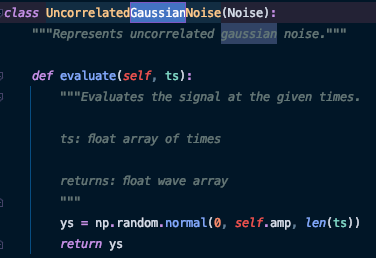 class UncorrelatedGaussianNoise(Noise):
    """Represents uncorrelated gaussian noise."""

    def evaluate(self, ts):
        """Evaluates the signal at the given times.

        ts: float array of times

        returns: float wave array
        """
        ys = np.random.normal(0, self.amp, len(ts))
        return ys